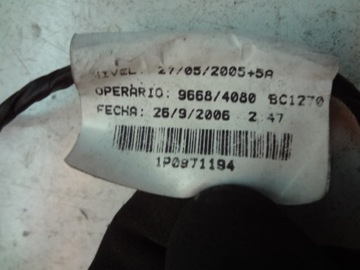 NIVEL: 27/05/2005+5A
OPERARIO: 9668/4080 BC1270
FECHA: 26/9/2006 2:47
1P0971194